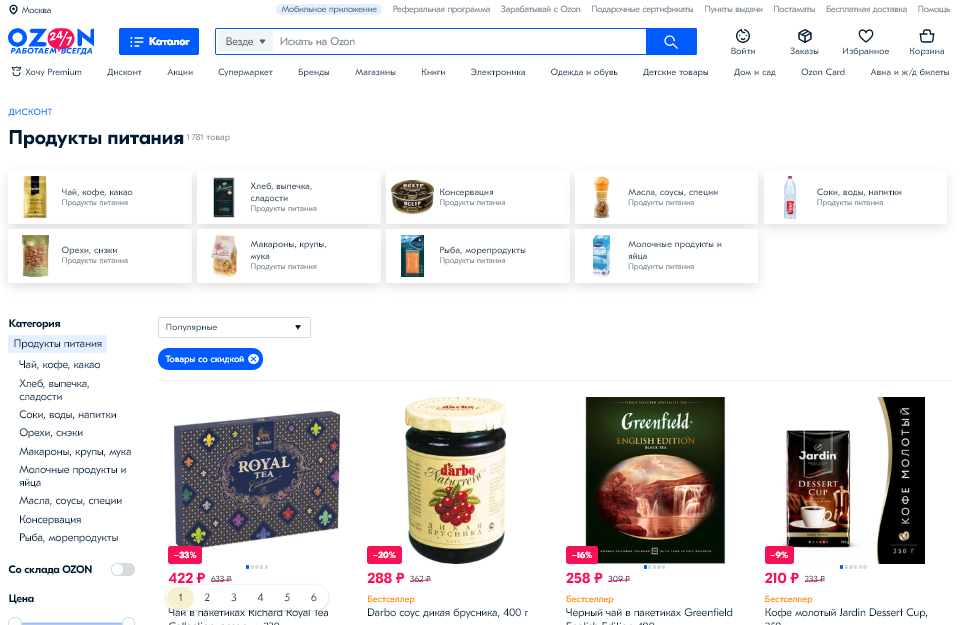 Москва
Мобильное приложение
Реферальная программа
Зарабатывай с Ozon
Подарочные сертификаты
Пункты выдачи
Постаматы
Бесплатная доставка
Помощь
OZON 24/7
РАБОТАЕМ ВСЕГДА
Каталог
Везде
Искать на Ozon
Войти
Заказы
Избранное
Корзина
Хочу Premium
Дисконт
Акции
Супермаркет
Бренды
Магазины
Книги
Электроника
Одежда и обувь
Детские товары
Дом и сад
Ozon Card
Авиа и ж/д билеты
ДИСКОНТ
Продукты питания 1 781 товар
Чай, кофе, какао
Продукты питания
Хлеб, выпечка,
сладости
Продукты питания
Консервация
Продукты питания
Масла, соусы, специи
Продукты питания
Соки, воды, напитки
Продукты питания
Орехи, снэки
Продукты питания
Макароны, крупы,
мука
Продукты питания
Рыба, морепродукты
Продукты питания
Молочные продукты и
яйца
Продукты питания
Категория
Продукты питания
Чай, кофе, какао
Хлеб, выпечка,
сладости
Соки, воды, напитки
Орехи, снэки
Макароны, крупы, мука
Молочные продукты и
яйца
Масла, соусы, специи
Консервация
Рыба, морепродукты
Со склада OZON
Цена
Популярные
Товары со скидкой
ROYAL
TEA
-33%
422 ₽ 633 ₽
1 2 3 4 5 6
Чай в пакетиках Richard Royal Tea
d'arbo
Naturrein
ДИКАЯ
БРУСНИКА
-20%
288 ₽ 362 ₽
Бестселлер
Darbo соус дикая брусника, 400 г
Greenfield
ENGLISH EDITION
BLACK TEA
-16%
258 ₽ 309 ₽
Бестселлер
Черный чай в пакетиках Greenfield
Jardin
DESSERT
CUP
КОФЕ МОЛОТЫЙ
250 Г
-9%
210 ₽ 233 ₽
Бестселлер
Кофе молотый Jardin Dessert Cup,